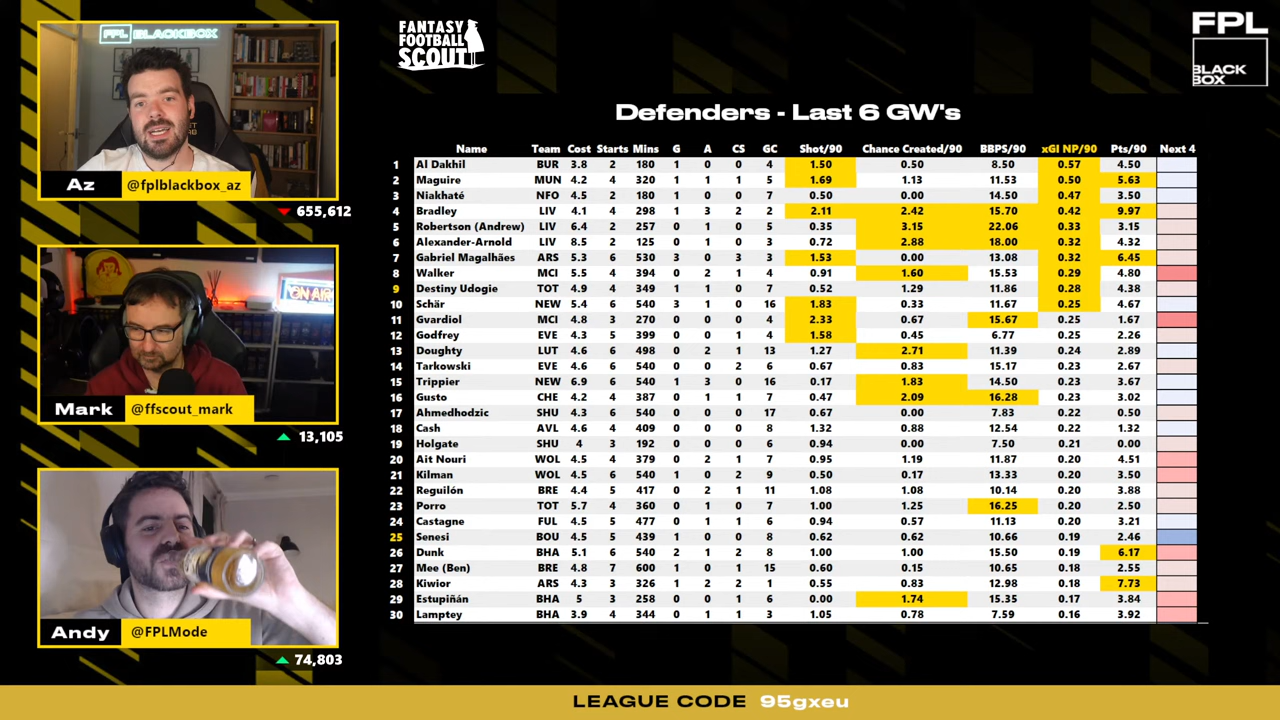 FPL BLACKBOX
Az @fplblackbox_az
655,612
ON AIR
Mark @ffscout_mark
13,105
Andy @FPLMode
74,803
FANTASY
FOOTBALL
SCOUT
FPL
BLACK
BOX
Defenders - Last 6 GW's
Name Team Cost Starts Mins G A CS GC Shot/90 Chance Created/90 BBPS/90 xGI NP/90 Pts/90 Next 4
1 Al Dakhil BUR 3.8 2 180 1 0 0 4 1.50 0.50 8.50 0.57 4.50
2 Maguire MUN 4.2 4 320 1 1 1 5 1.69 1.13 11.53 0.50 5.63
3 Niakhaté NFO 4.5 2 180 1 0 0 7 0.50 0.00 14.50 0.47 3.50
4 Bradley LIV 4.1 4 298 1 3 2 2 2.11 2.42 15.70 0.42 9.97
5 Robertson (Andrew) LIV 6.4 2 257 0 1 0 5 0.35 3.15 22.06 0.33 3.15
6 Alexander-Arnold LIV 8.5 2 125 0 1 0 3 0.72 2.88 18.00 0.32 4.32
7 Gabriel Magalhães ARS 5.3 6 530 3 0 3 3 1.53 0.00 13.08 0.32 6.45
8 Walker MCI 5.5 4 394 0 2 1 4 0.91 1.60 15.53 0.29 4.80
9 Destiny Udogie TOT 4.9 4 349 1 1 0 7 0.52 1.29 11.86 0.28 4.38
10 Schär NEW 5.4 6 540 3 1 0 16 1.83 0.33 11.67 0.25 4.67
11 Gvardiol MCI 4.8 3 270 0 0 0 4 2.33 0.67 15.67 0.25 1.67
12 Godfrey EVE 4.3 5 399 0 0 1 4 1.58 0.45 6.77 0.25 2.26
13 Doughty LUT 4.6 6 498 0 2 1 13 1.27 2.71 11.39 0.24 2.89
14 Tarkowski EVE 4.6 6 540 0 0 2 6 0.67 0.83 15.17 0.23 2.67
15 Trippier NEW 6.9 6 540 1 3 0 16 0.17 1.83 14.50 0.23 3.67
16 Gusto CHE 4.2 4 387 0 1 1 7 0.47 2.09 16.28 0.23 3.02
17 Ahmedhodzic SHU 4.3 6 540 0 0 0 17 0.67 0.00 7.83 0.22 0.50
18 Cash AVL 4.6 4 409 0 0 0 8 1.32 0.88 12.54 0.22 1.32
19 Holgate SHU 4 3 192 0 0 0 6 0.94 0.00 7.50 0.21 0.00
20 Ait Nouri WOL 4.5 4 379 0 2 1 7 0.95 1.19 11.87 0.20 4.51
21 Kilman WOL 4.5 6 540 1 0 2 9 0.50 0.17 13.33 0.20 3.50
22 Reguilón BRE 4.4 5 417 0 2 1 11 1.08 1.08 10.14 0.20 3.88
23 Porro TOT 5.7 4 360 0 1 0 7 1.00 1.25 16.25 0.20 2.50
24 Castagne FUL 4.5 5 477 0 1 1 6 0.94 0.57 11.13 0.20 3.21
25 Senesi BOU 4.5 5 439 1 0 0 8 0.62 0.62 10.66 0.19 2.46
26 Dunk BHA 5.1 6 540 2 1 2 8 1.00 1.00 15.50 0.19 6.17
27 Mee (Ben) BRE 4.8 7 600 1 0 1 15 0.60 0.15 10.65 0.18 2.55
28 Kiwior ARS 4.3 3 326 1 2 2 1 0.55 0.83 12.98 0.18 7.73
29 Estupiñán BHA 5 3 258 0 0 1 6 0.00 1.74 15.35 0.17 3.84
30 Lamptey BHA 3.9 4 344 0 1 1 3 1.05 0.78 7.59 0.16 3.92
LEAGUE CODE 95gxeu